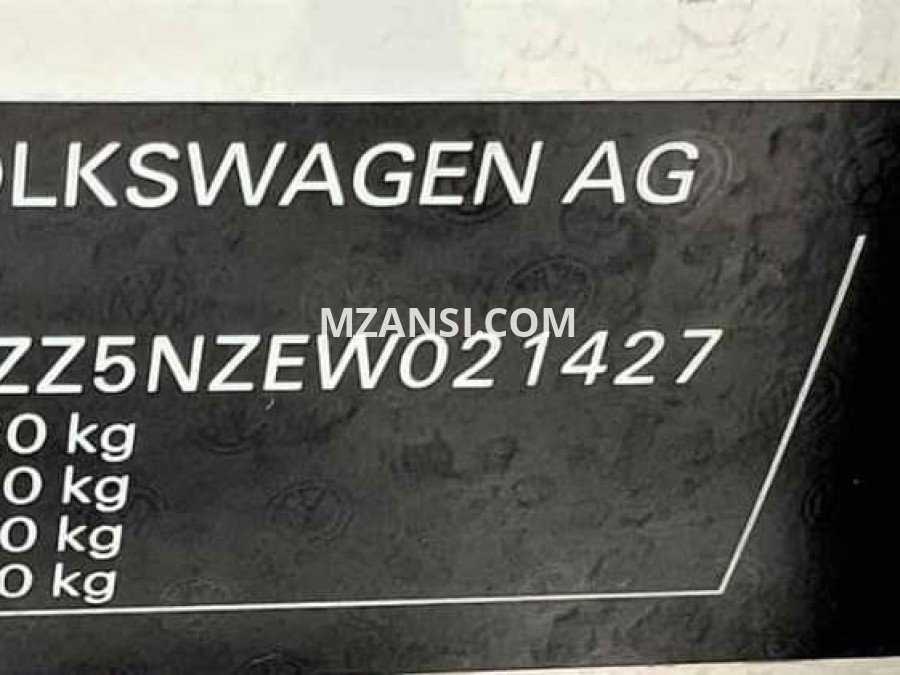 OLKSWAGEN AG
MZANSI.COM
ZZ5NZEW021427
0 kg
0 kg
0 kg
0 kg